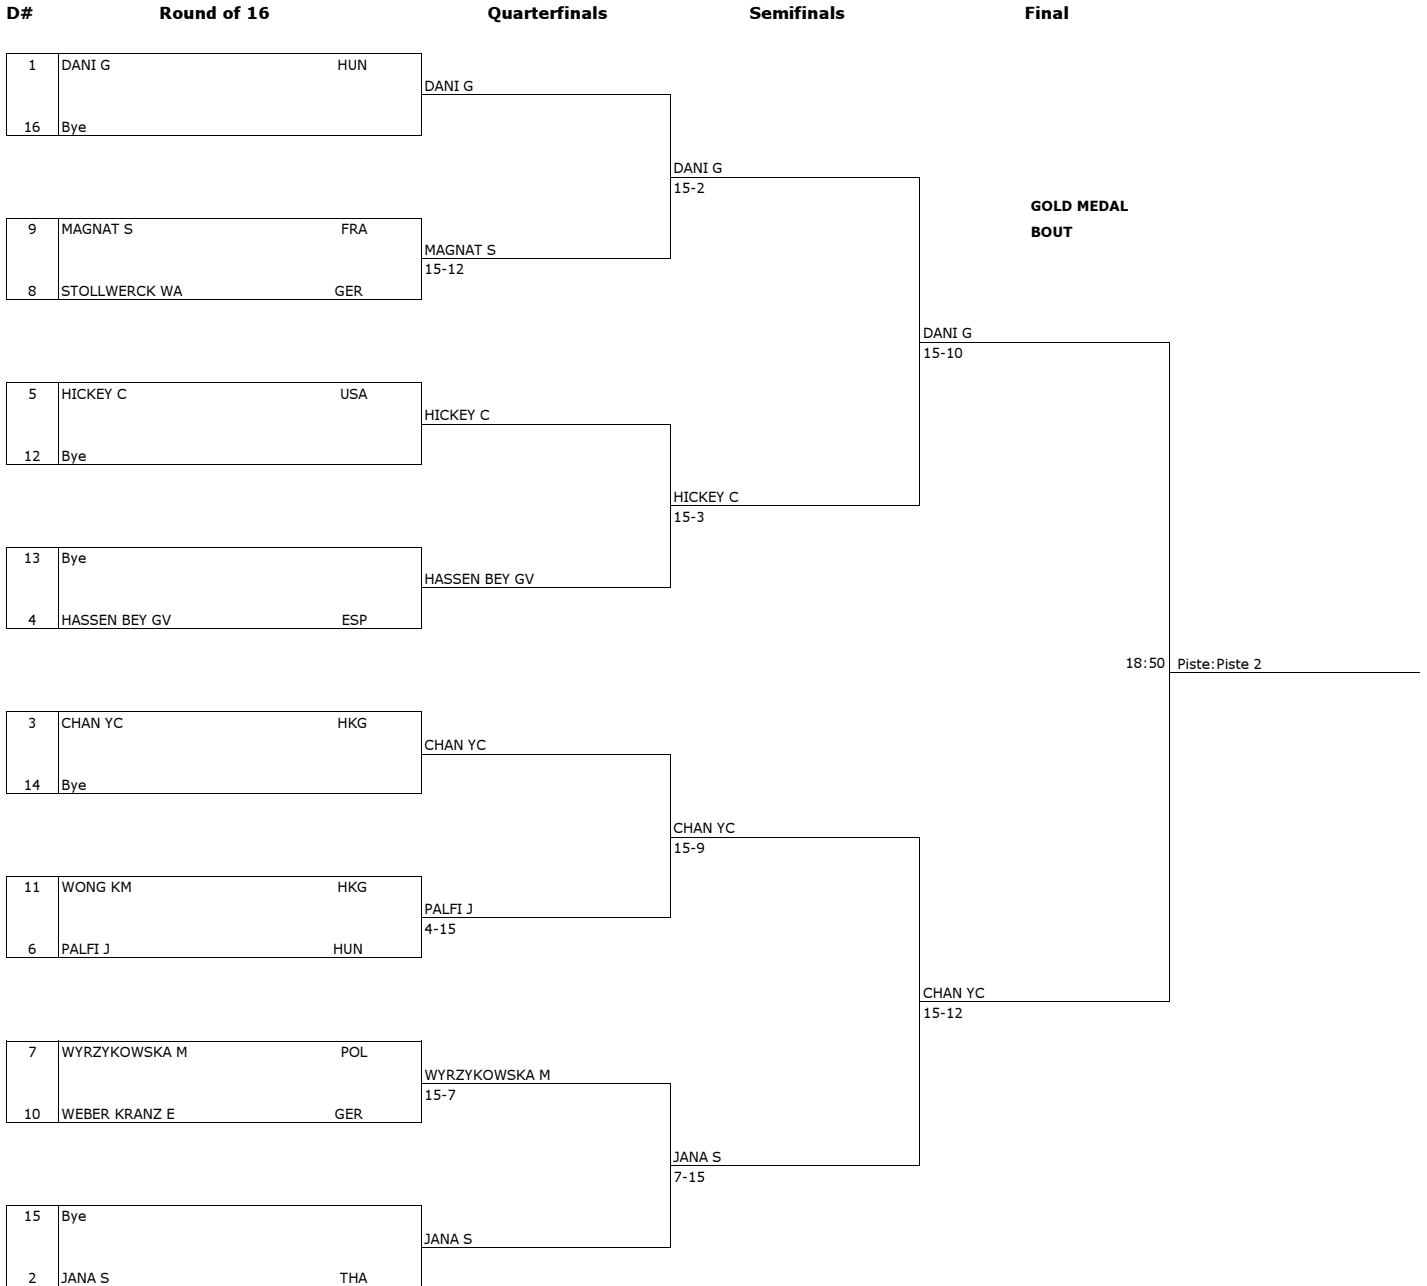 D# Round of 16 Quarterfinals Semifinals Final
1 DANI G HUN
DANI G
16 Bye
DANI G
15-2
GOLD MEDAL
BOUT
9 MAGNAT S FRA
MAGNAT S
15-12
8 STOLLWERCK WA GER
DANI G
15-10
5 HICKEY C USA
HICKEY C
12 Bye
HICKEY C
15-3
13 Bye
HASSEN BEY GV
4 HASSEN BEY GV ESP
18:50 Piste:Piste 2
3 CHAN YC HKG
CHAN YC
14 Bye
CHAN YC
15-9
11 WONG KM HKG
PALFI J
4-15
6 PALFI J HUN
CHAN YC
15-12
7 WYRZYKOWSKA M POL
WYRZYKOWSKA M
15-7
10 WEBER KRANZ E GER
JANA S
7-15
15 Bye
JANA S
2 JANA S THA